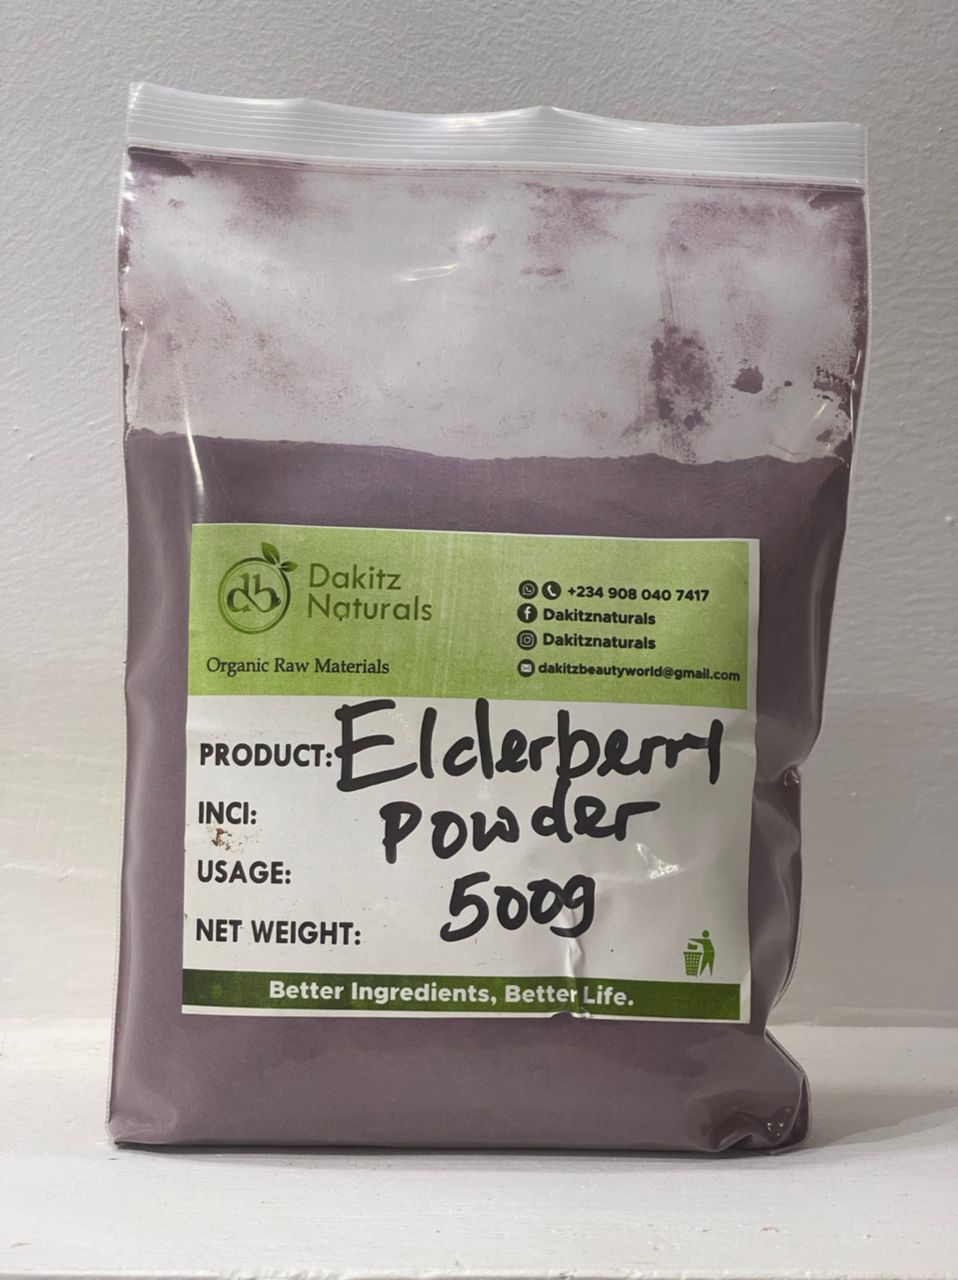 db
Dakitz
Naturals
Organic Raw Materials
+234 908 040 7417
Dakitznaturals
Dakitznaturals
dakitzbeautyworld@gmail.com
PRODUCT: Elderberry
INCI: Powder
USAGE:
NET WEIGHT: 500g
Better Ingredients, Better Life.